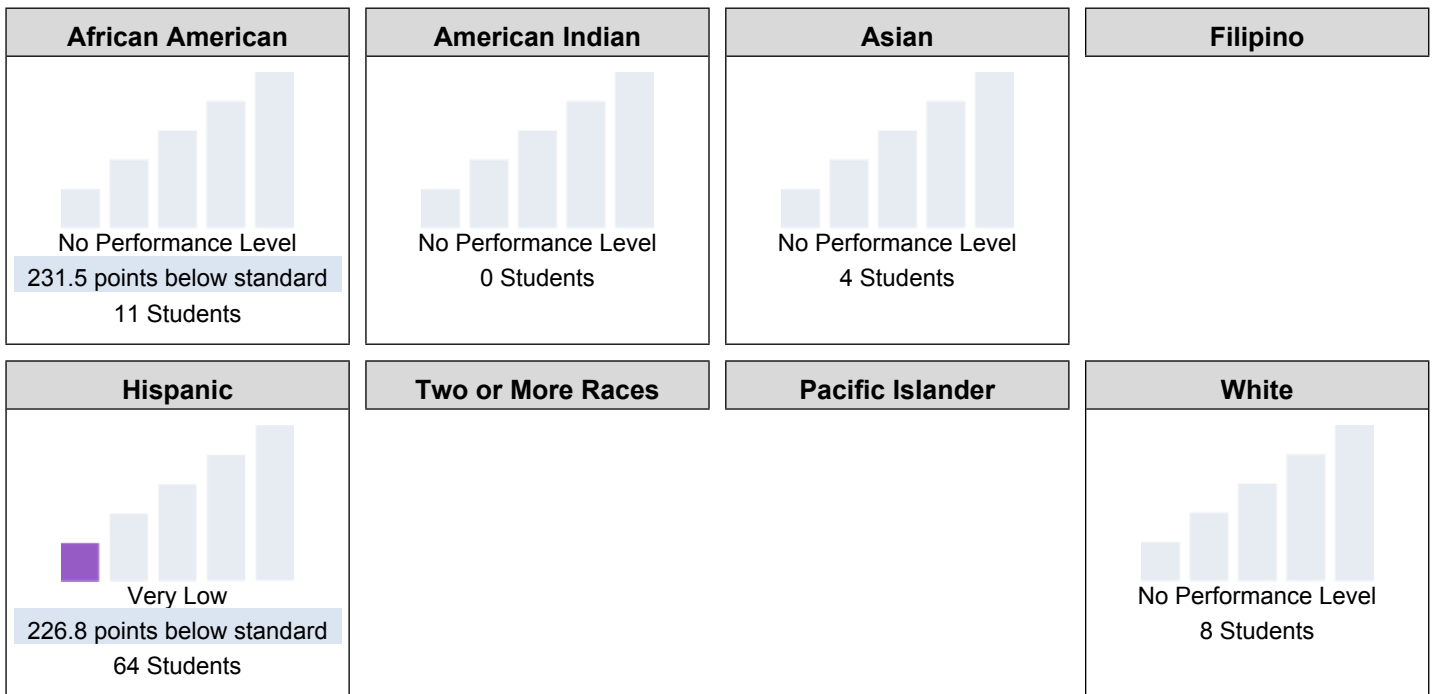 African American
No Performance Level
231.5 points below standard
11 Students
American Indian
No Performance Level
0 Students
Asian
No Performance Level
4 Students
Filipino
Hispanic
Very Low
226.8 points below standard
64 Students
Two or More Races
Pacific Islander
White
No Performance Level
8 Students